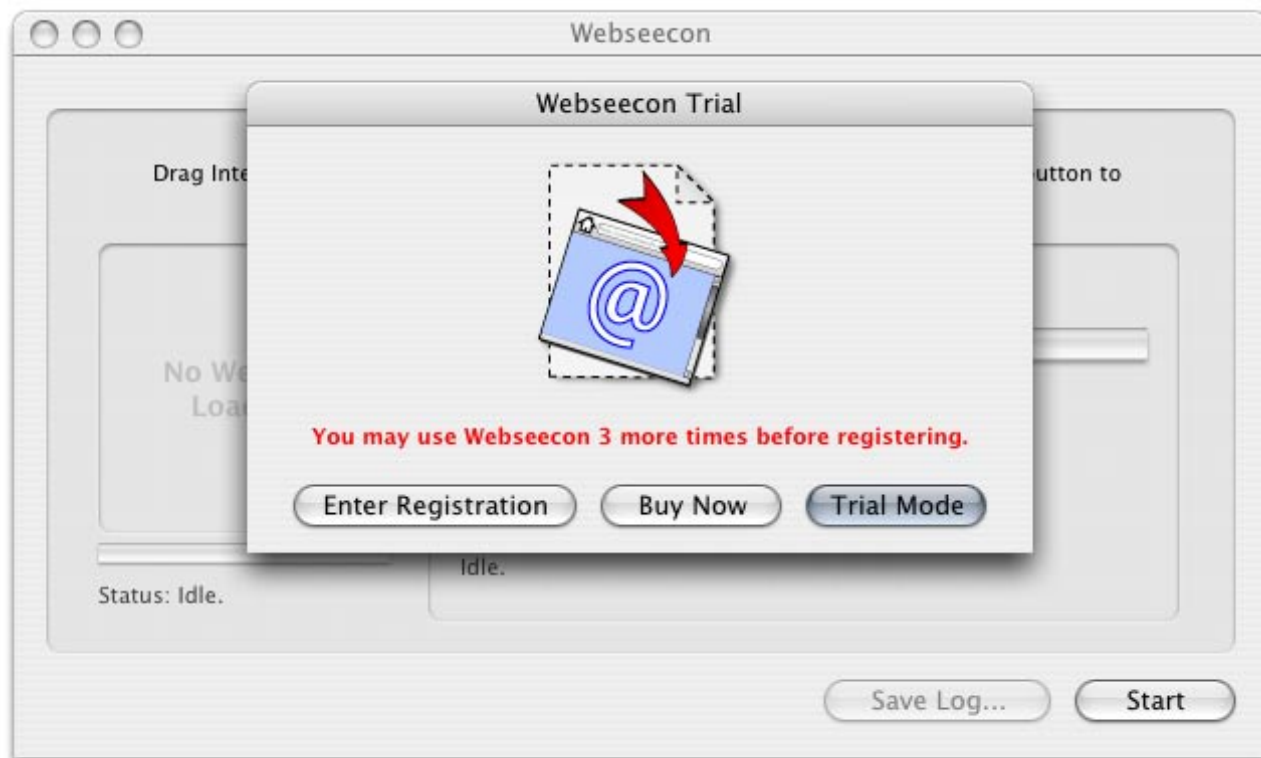 Webseecon
Webseecon Trial
Drag Inte
utton to
@
No We
Loa
You may use Webseecon 3 more times before registering.
Enter Registration
Buy Now
Trial Mode
Idle.
Status: Idle.
Save Log...
Start